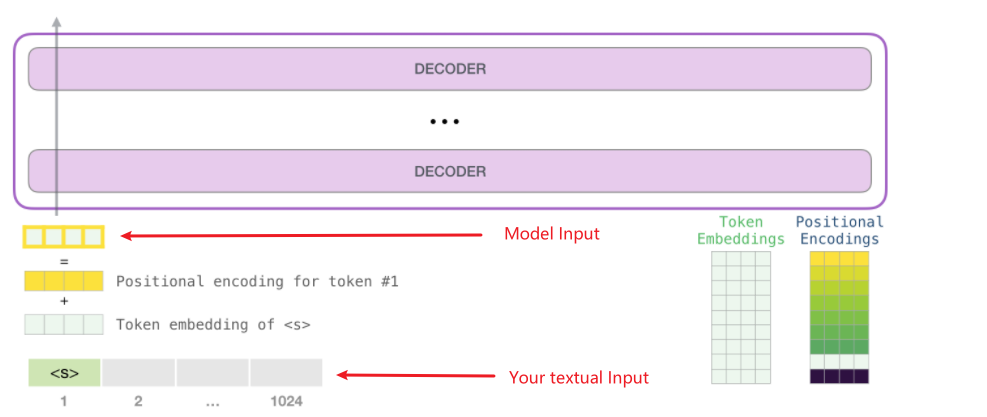 DECODER
...
DECODER
Token Embeddings
Positional Encodings
Model Input
=
Positional encoding for token #1
+
Token embedding of <s>
<s>
Your textual Input
1 2 ... 1024